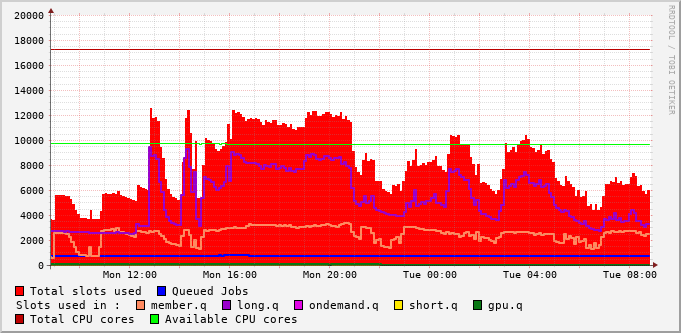 RRDTOOL / TOBI OETIKER
20000
18000
16000
14000
12000
10000
8000
6000
4000
2000
0
Mon 12:00 Mon 16:00 Mon 20:00 Tue 00:00 Tue 04:00 Tue 08:00
Total slots used Queued Jobs
Slots used in : member.q long.q ondemand.q short.q gpu.q
Total CPU cores Available CPU cores